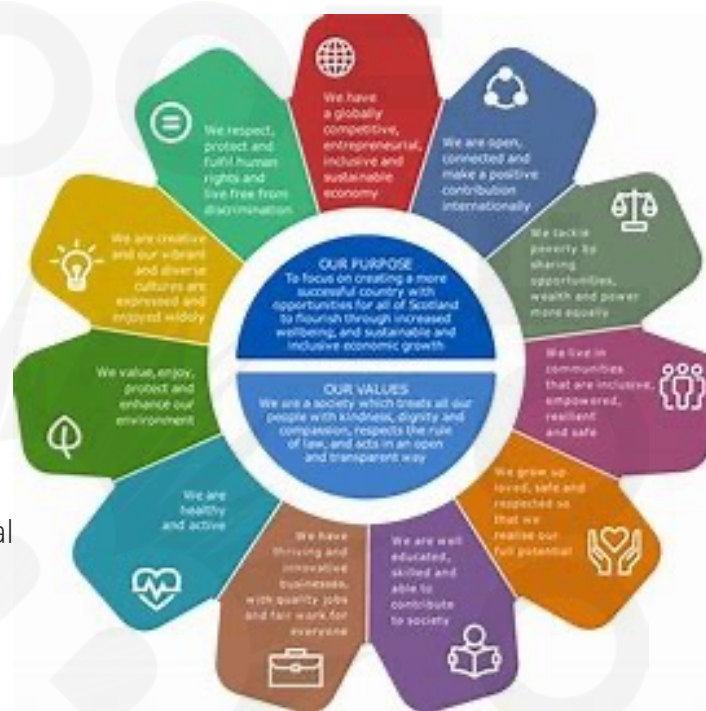 We have
a globally
competitive,
entrepreneurial,
inclusive and
sustainable
economy
We are open,
connected and
make a positive
contribution
internationally
We tackle
poverty by
sharing
opportunities,
wealth and power
more equally
We live in
communities
that are inclusive,
empowered,
resilient
and safe
We grow up
loved, safe and
respected so
that we
realise our
full potential
We are well
educated,
skilled and
able to
contribute
to society
We have
thriving and
innovative
businesses,
with quality jobs
and fair work for
everyone
We are
healthy
and active
We value, enjoy,
protect and
enhance our
environment
We are creative
and our vibrant
and diverse
cultures are
expressed and
enjoyed widely
We respect,
protect and
fulfil human
rights and
live free from
discrimination
OUR PURPOSE
To focus on creating a more
successful country with
opportunities for all of Scotland
to flourish through increased
wellbeing, and sustainable and
inclusive economic growth
OUR VALUES
We are a society which treats all our
people with kindness, dignity and
compassion, respects the rule
of law, and acts in an open
and transparent way
al